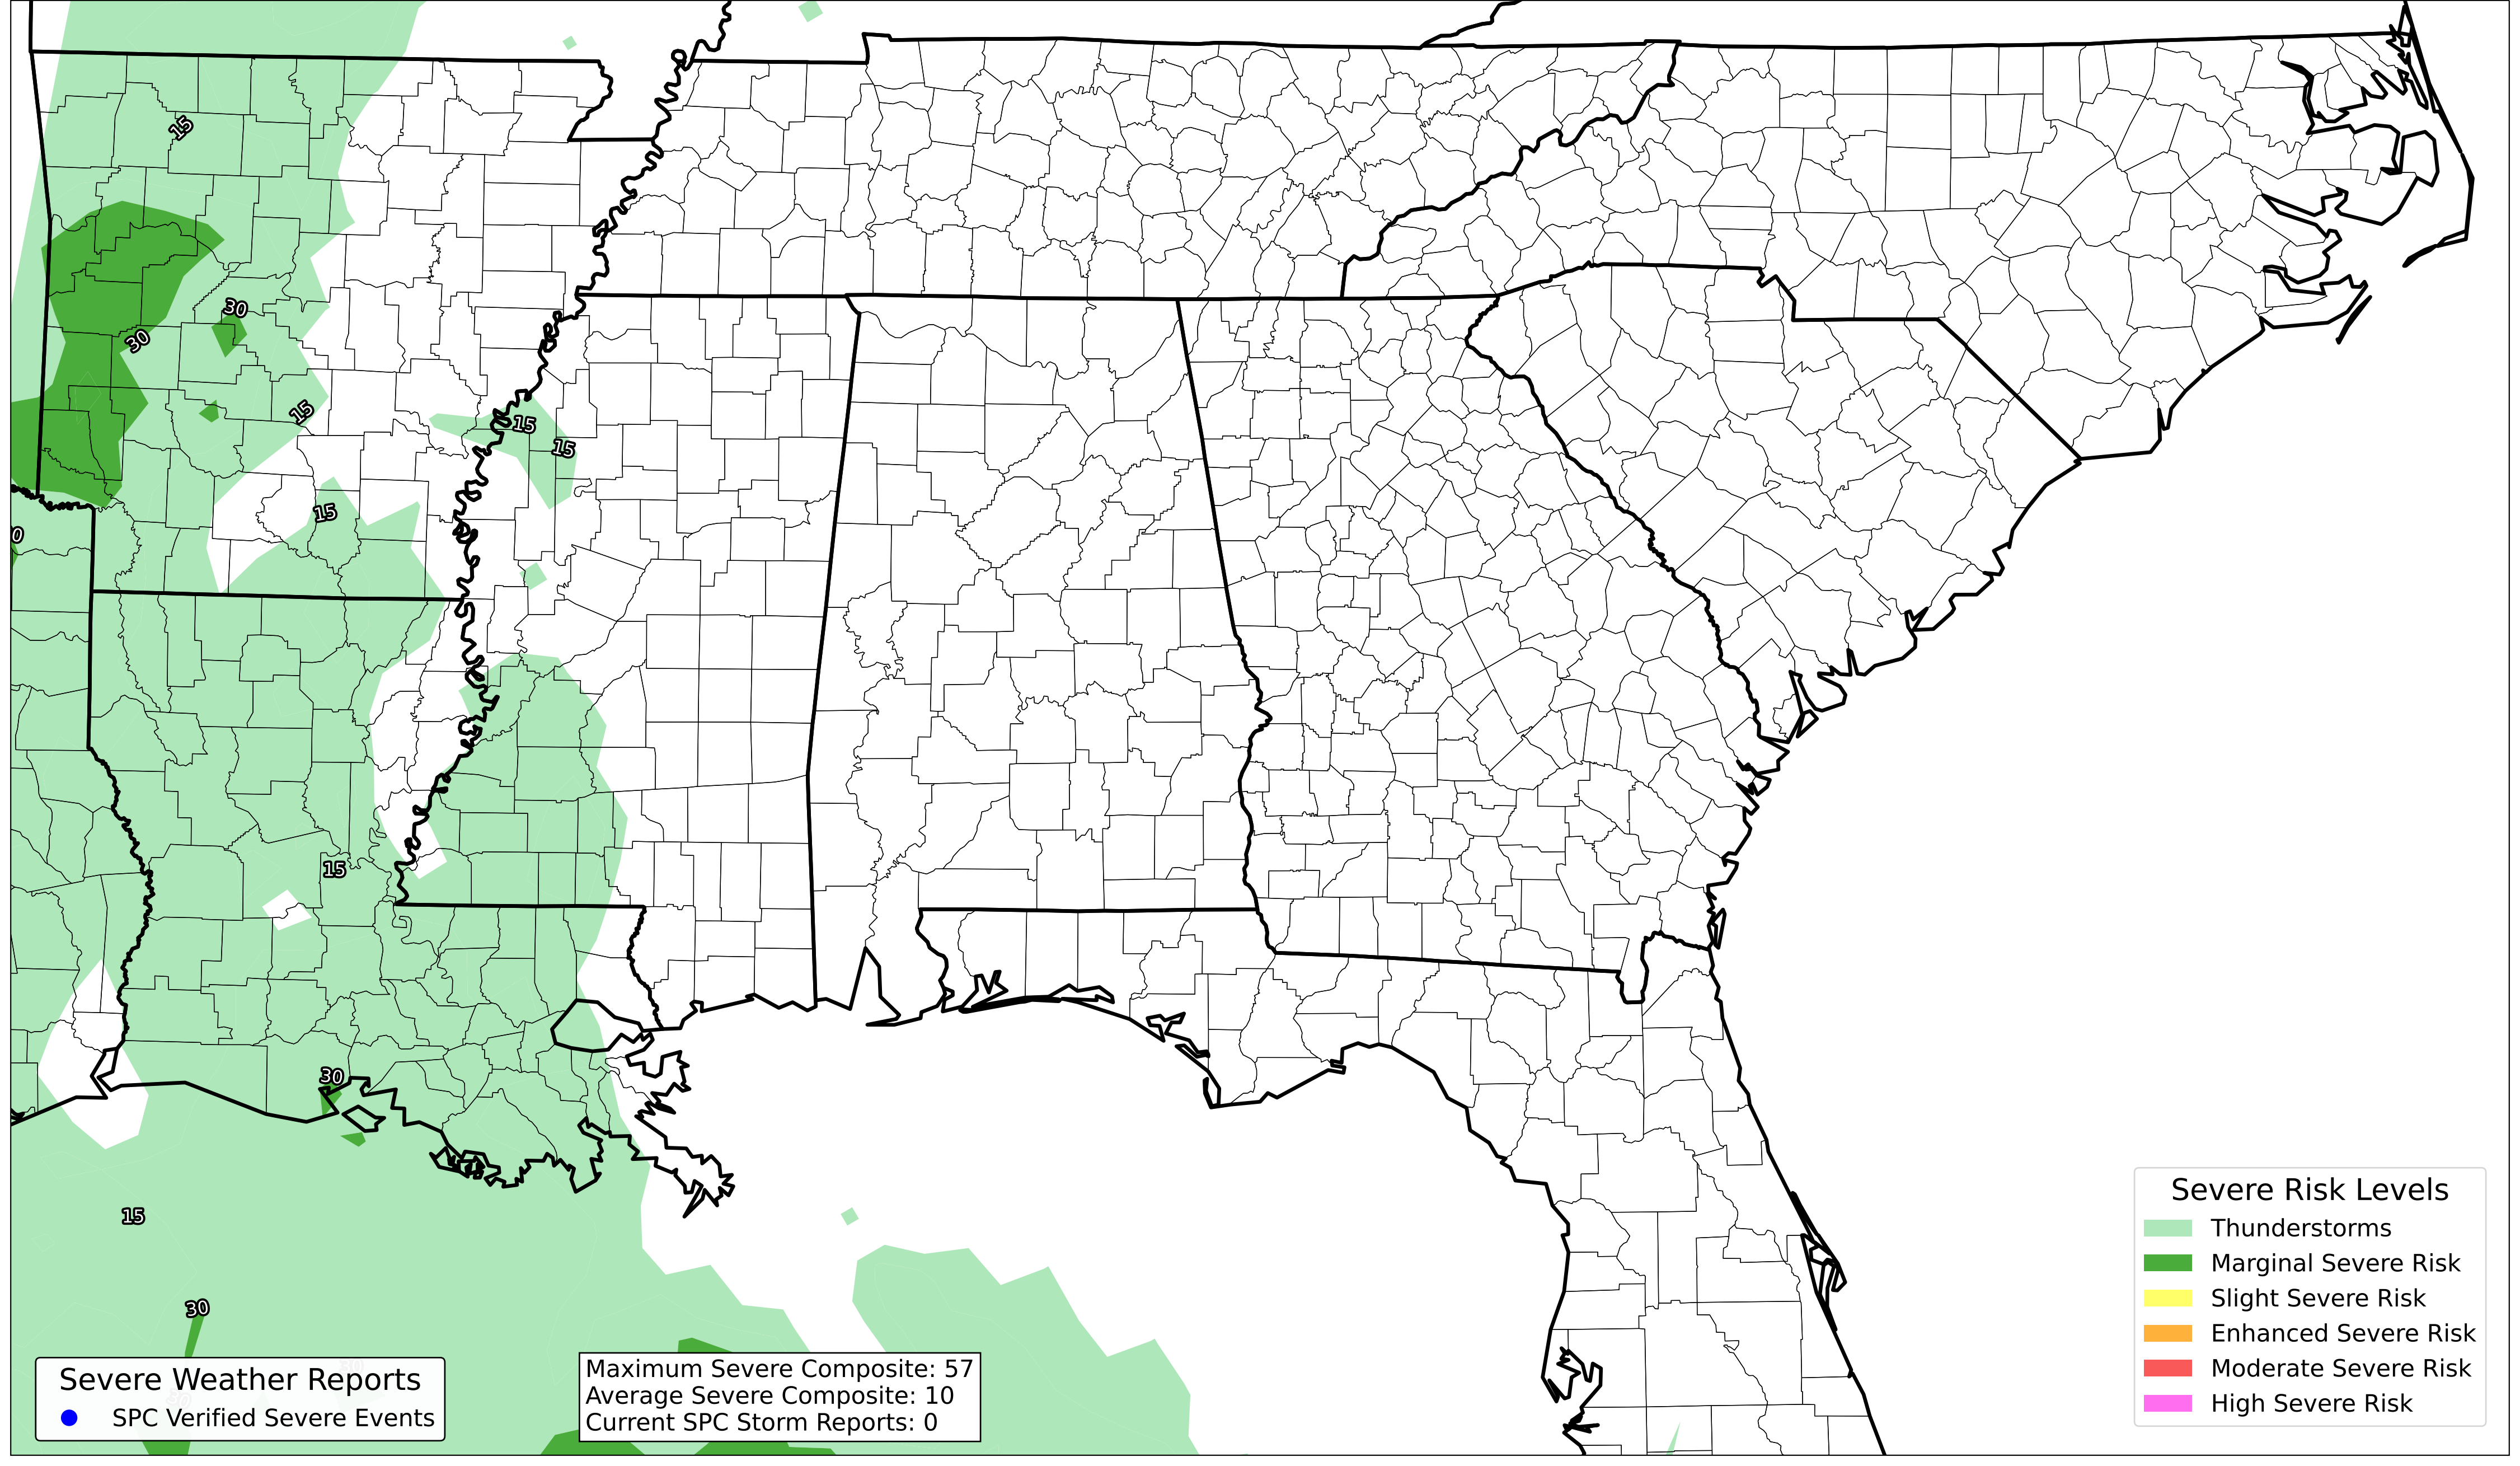 15
30
30
15
15
15
15
0
15
30
15
30
Severe Risk Levels
Thunderstorms
Marginal Severe Risk
Slight Severe Risk
Enhanced Severe Risk
Moderate Severe Risk
High Severe Risk
Severe Weather Reports
SPC Verified Severe Events
Maximum Severe Composite: 57
Average Severe Composite: 10
Current SPC Storm Reports: 0